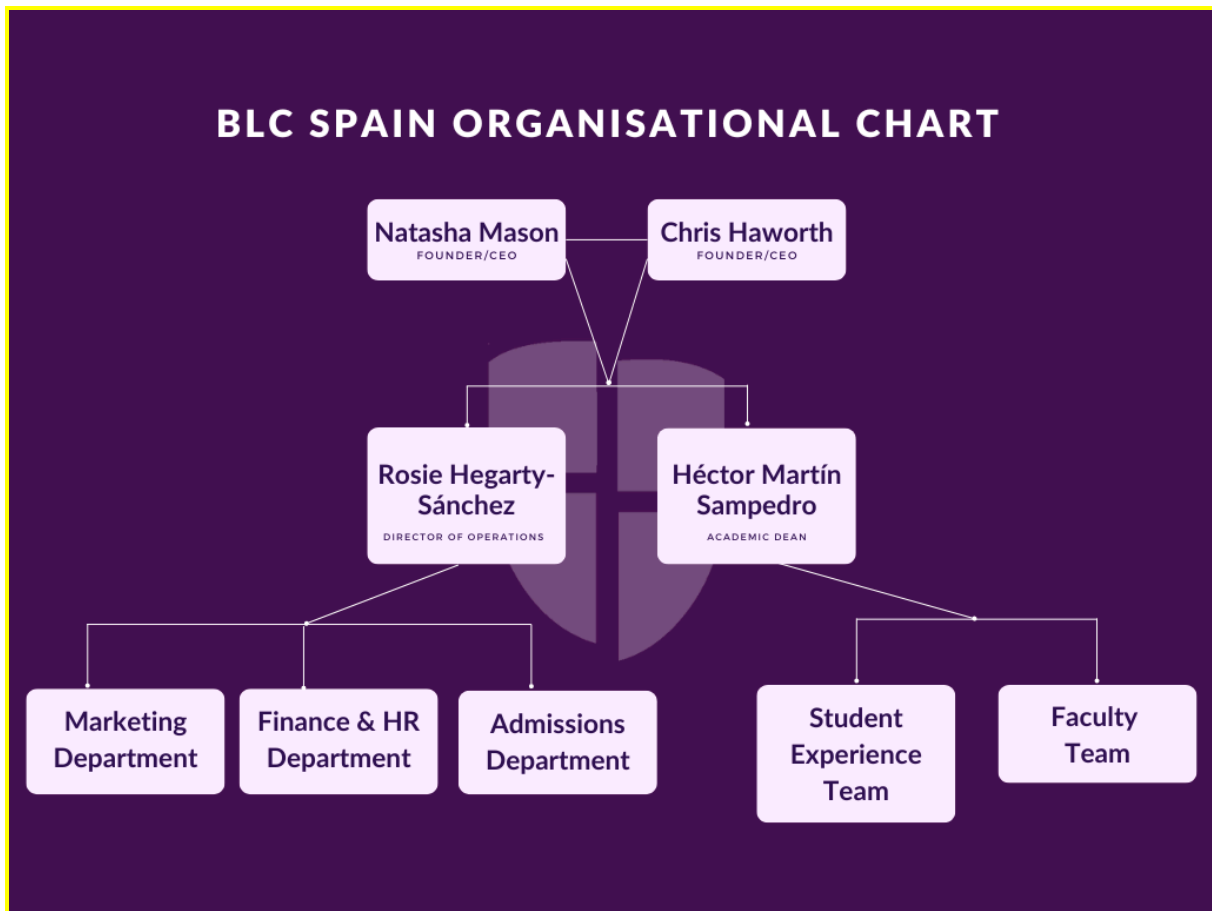 BLC SPAIN ORGANISATIONAL CHART
Natasha Mason
FOUNDER/CEO
Chris Haworth
FOUNDER/CEO
Rosie Hegarty-
Sánchez
DIRECTOR OF OPERATIONS
Héctor Martín
Sampedro
ACADEMIC DEAN
Marketing
Department
Finance & HR
Department
Admissions
Department
Student
Experience
Team
Faculty
Team